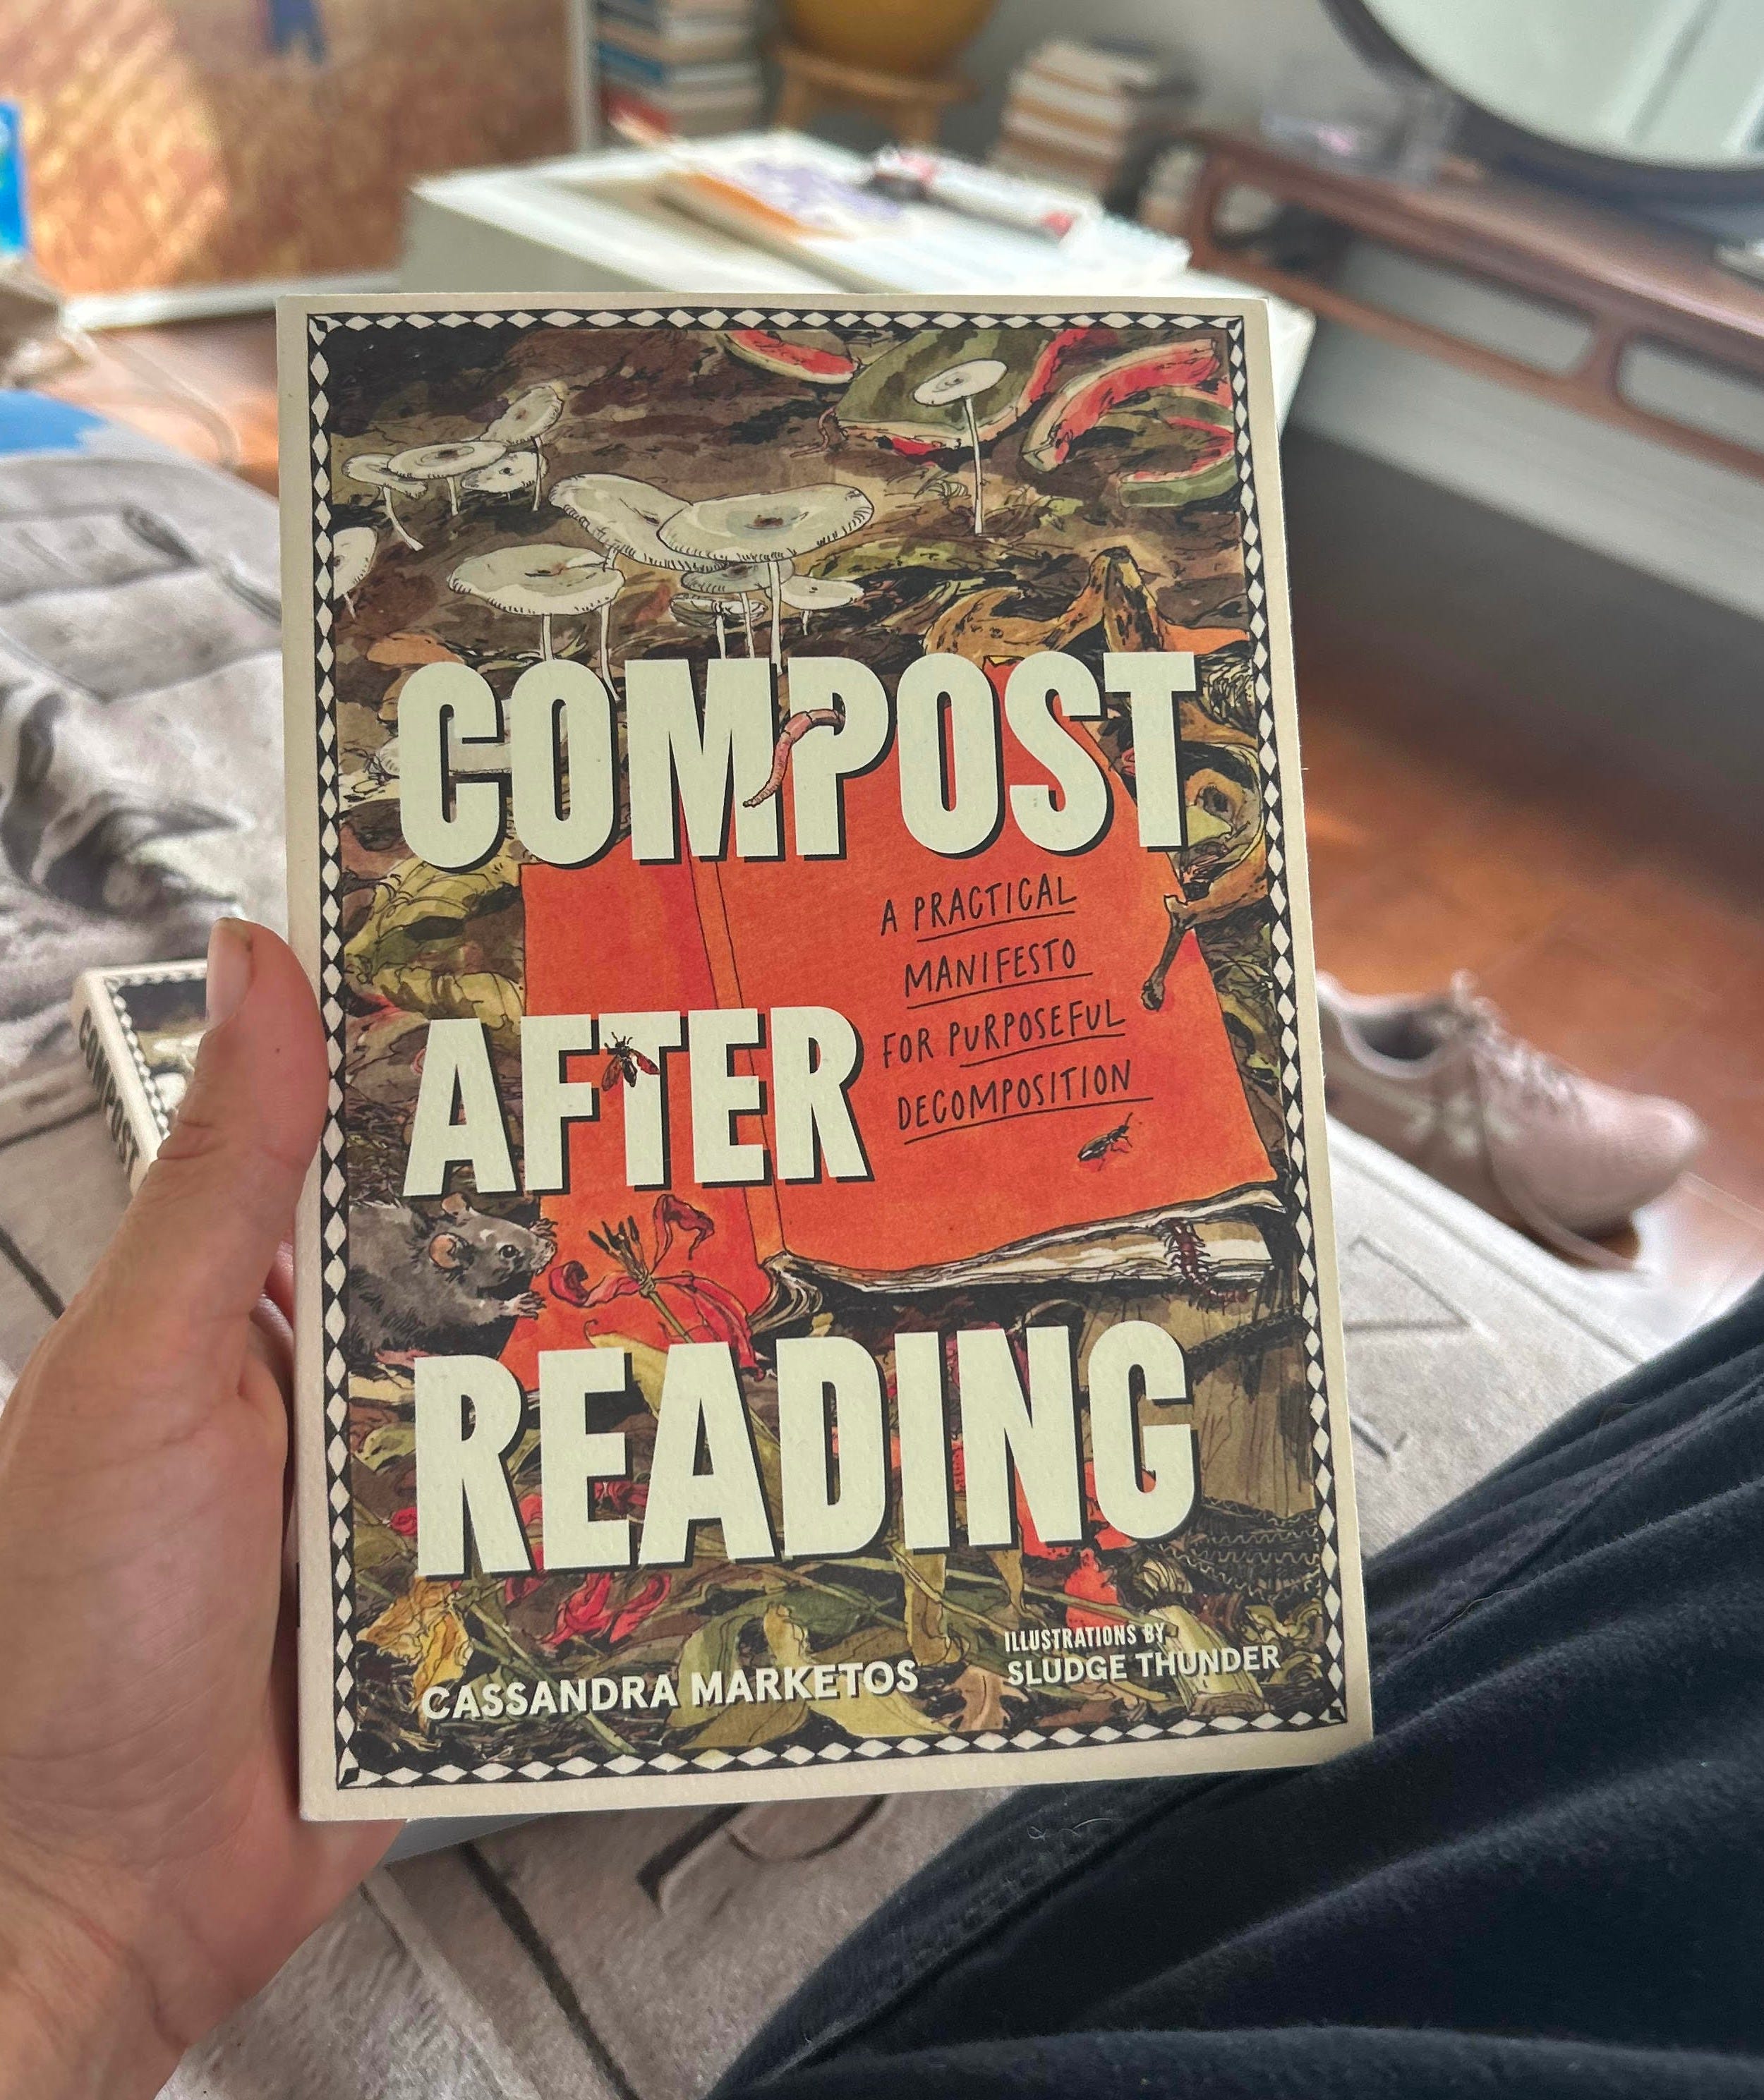 COMPOST
A PRACTICAL
MANIFESTO
FOR PURPOSEFUL
DECOMPOSITION
AFTER
READING
CASSANDRA MARKETOS
ILLUSTRATIONS BY
SLUDGE THUNDER
COMPOST